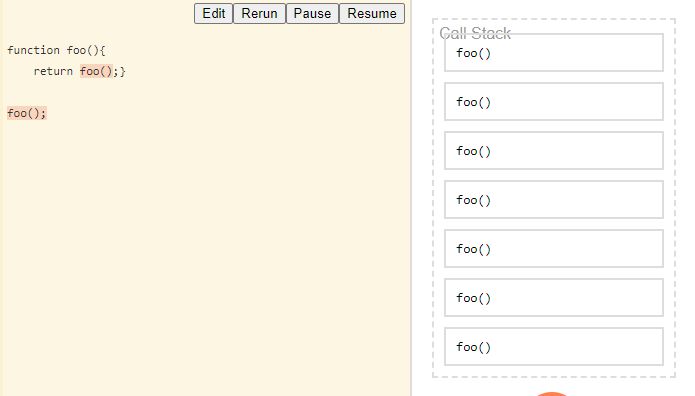 Edit Rerun Pause Resume
function foo(){
    return foo();}
foo();
Call Stack
foo()
foo()
foo()
foo()
foo()
foo()
foo()